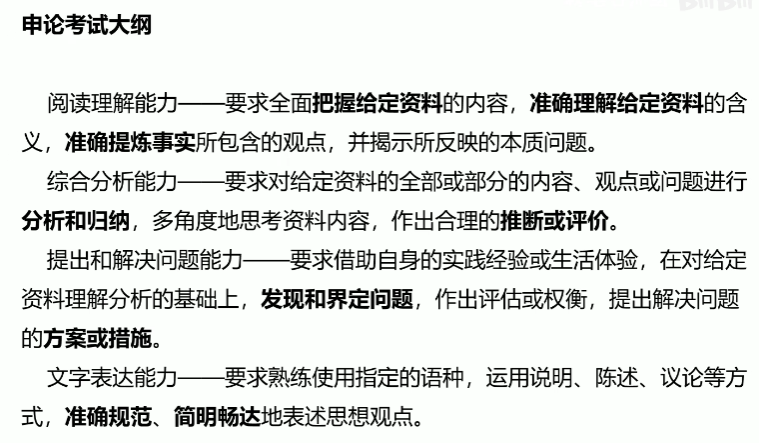 申论考试大纲
阅读理解能力——要求全面把握给定资料的内容，准确理解给定资料的含
义，准确提炼事实所包含的观点，并揭示所反映的本质问题。
综合分析能力——要求对给定资料的全部或部分的内容、观点或问题进行
分析和归纳，多角度地思考资料内容，作出合理的推断或评价。
提出和解决问题能力——要求借助自身的实践经验或生活体验，在对给定
资料理解分析的基础上，发现和界定问题，作出评估或权衡，提出解决问题
的方案或措施。
文字表达能力——要求熟练使用指定的语种，运用说明、陈述、议论等方
式，准确规范、简明畅达地表述思想观点。